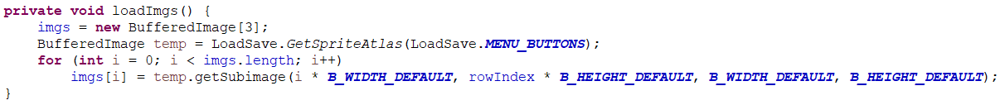 private void loadImgs() {
    imgs = new BufferedImage[3];
    BufferedImage temp = LoadSave.GetSpriteAtlas(LoadSave.MENU_BUTTONS);
    for (int i = 0; i < imgs.length; i++)
        imgs[i] = temp.getSubimage(i * B_WIDTH_DEFAULT, rowIndex * B_HEIGHT_DEFAULT, B_WIDTH_DEFAULT, B_HEIGHT_DEFAULT);
}